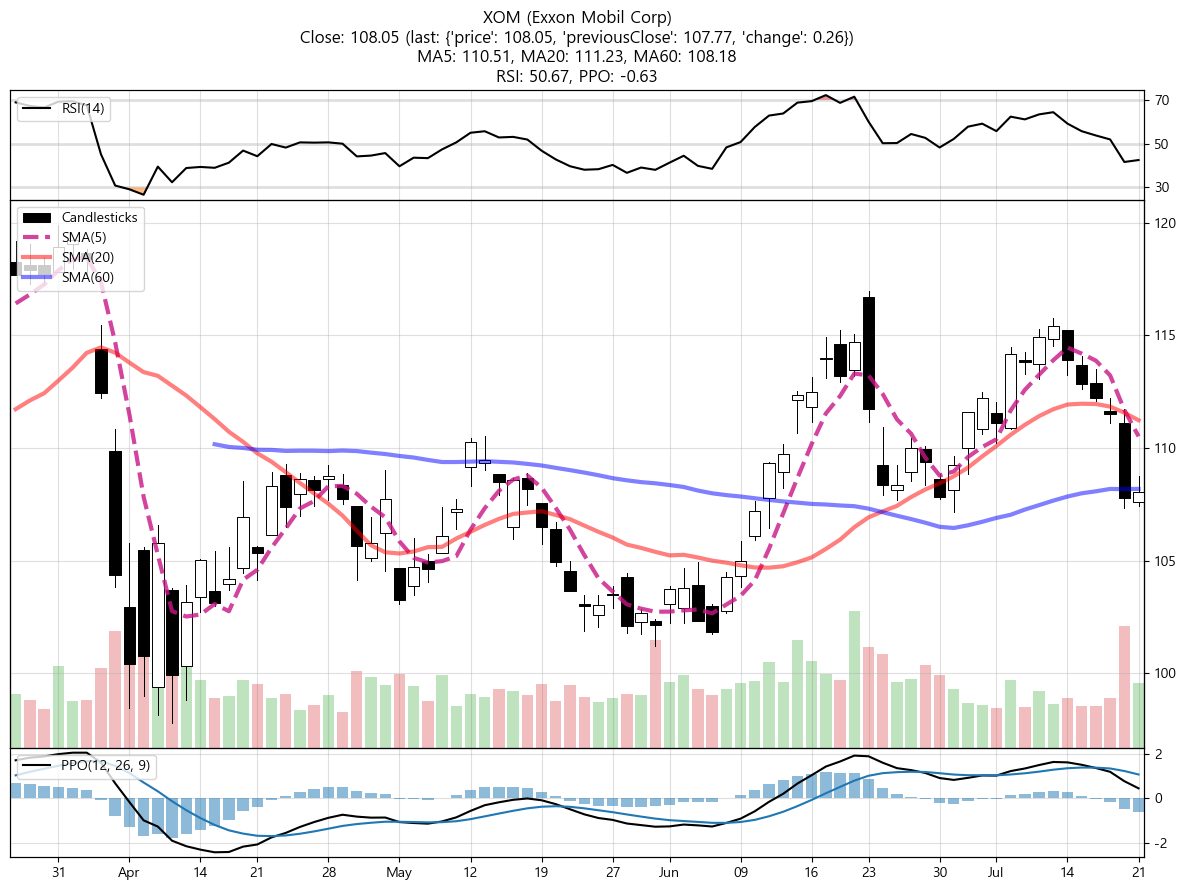 XOM (Exxon Mobil Corp)
Close: 108.05 (last: {'price': 108.05, 'previousClose': 107.77, 'change': 0.26})
MA5: 110.51, MA20: 111.23, MA60: 108.18
RSI: 50.67, PPO: -0.63
RSI(14)
70
50
30
Candlesticks
SMA(5)
SMA(20)
SMA(60)
120
115
110
105
100
PPO(12, 26, 9)
2
0
-2
31 Apr 14 21 28 May 12 19 27 Jun 09 16 23 30 Jul 14 21